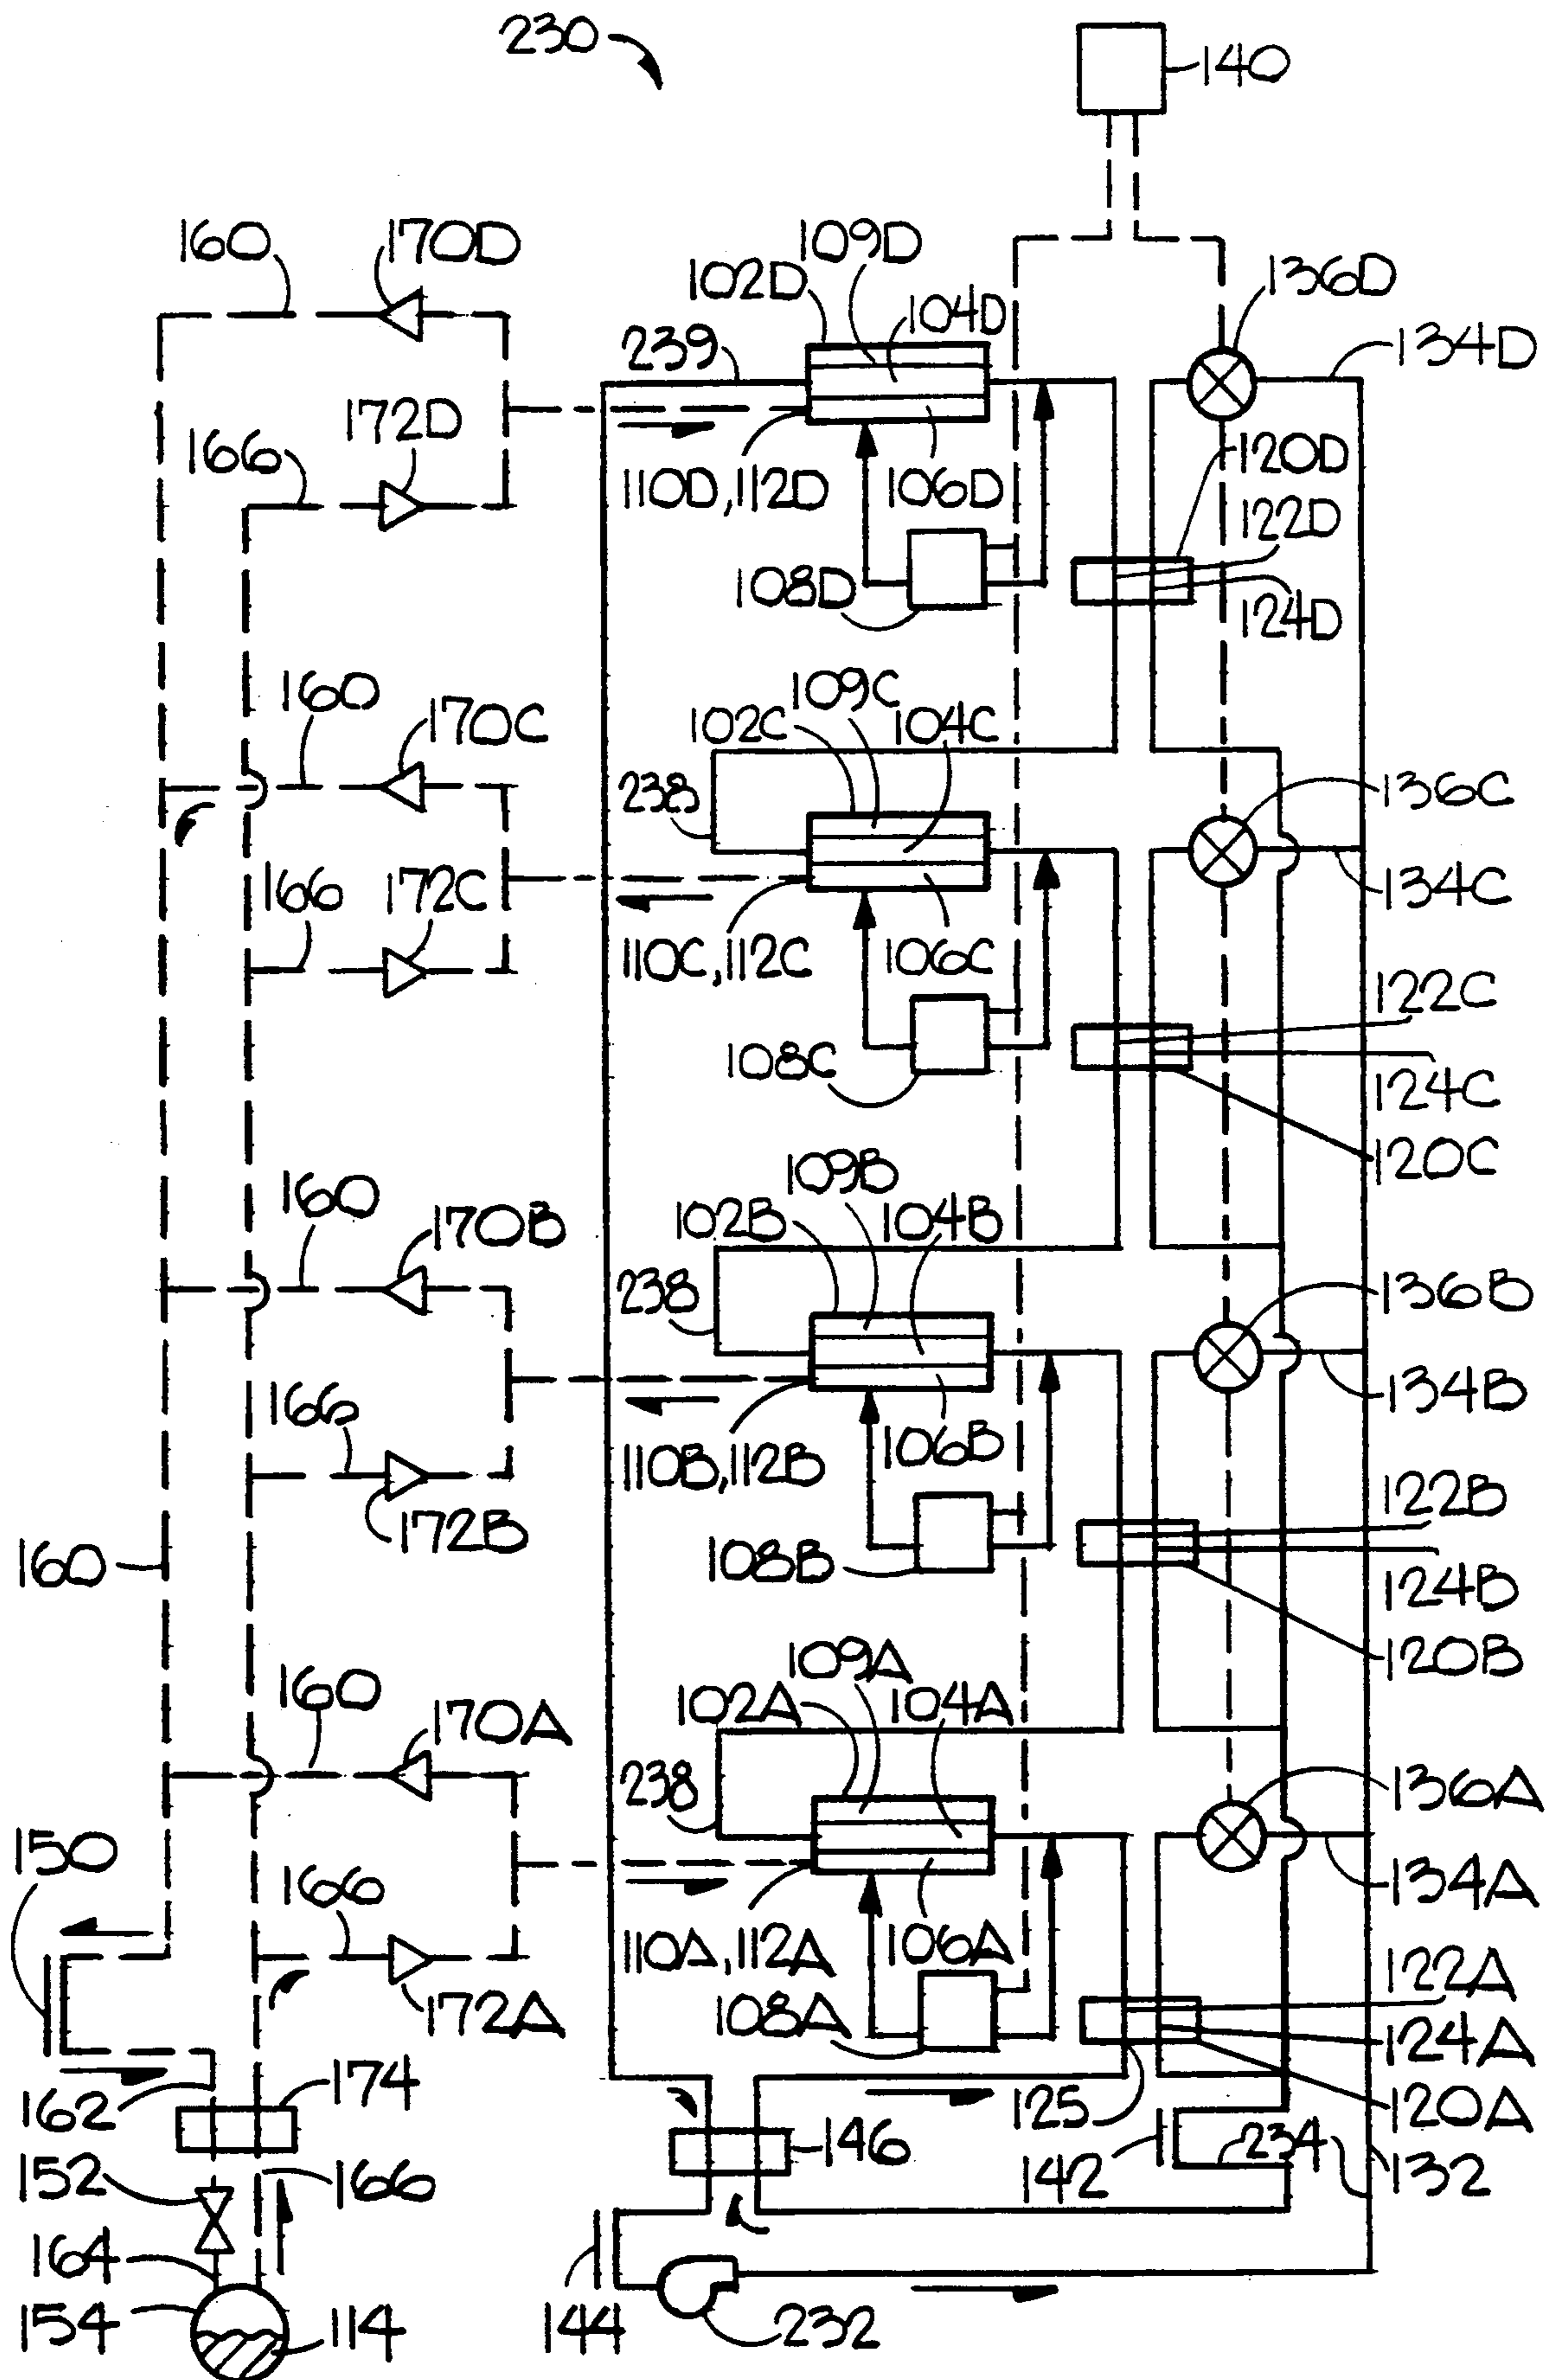 230
140
160
170D
109D
102D
104D
136D
134D
239
172D
166
120D
110D,112D
106D
122D
108D
124D
160
170C
109C
102C
104C
238
136C
134C
166
172C
110C,112C
106C
122C
108C
124C
120C
160
170B
109B
102B
104B
238
136B
134B
166
172B
110B,112B
106B
122B
108B
124B
120B
160
160
170A
109A
102A
104A
238
136A
134A
150
166
172A
110A,112A
106A
122A
108A
124A
120A
162
174
125
152
166
146
142
234
132
164
154
114
144
232